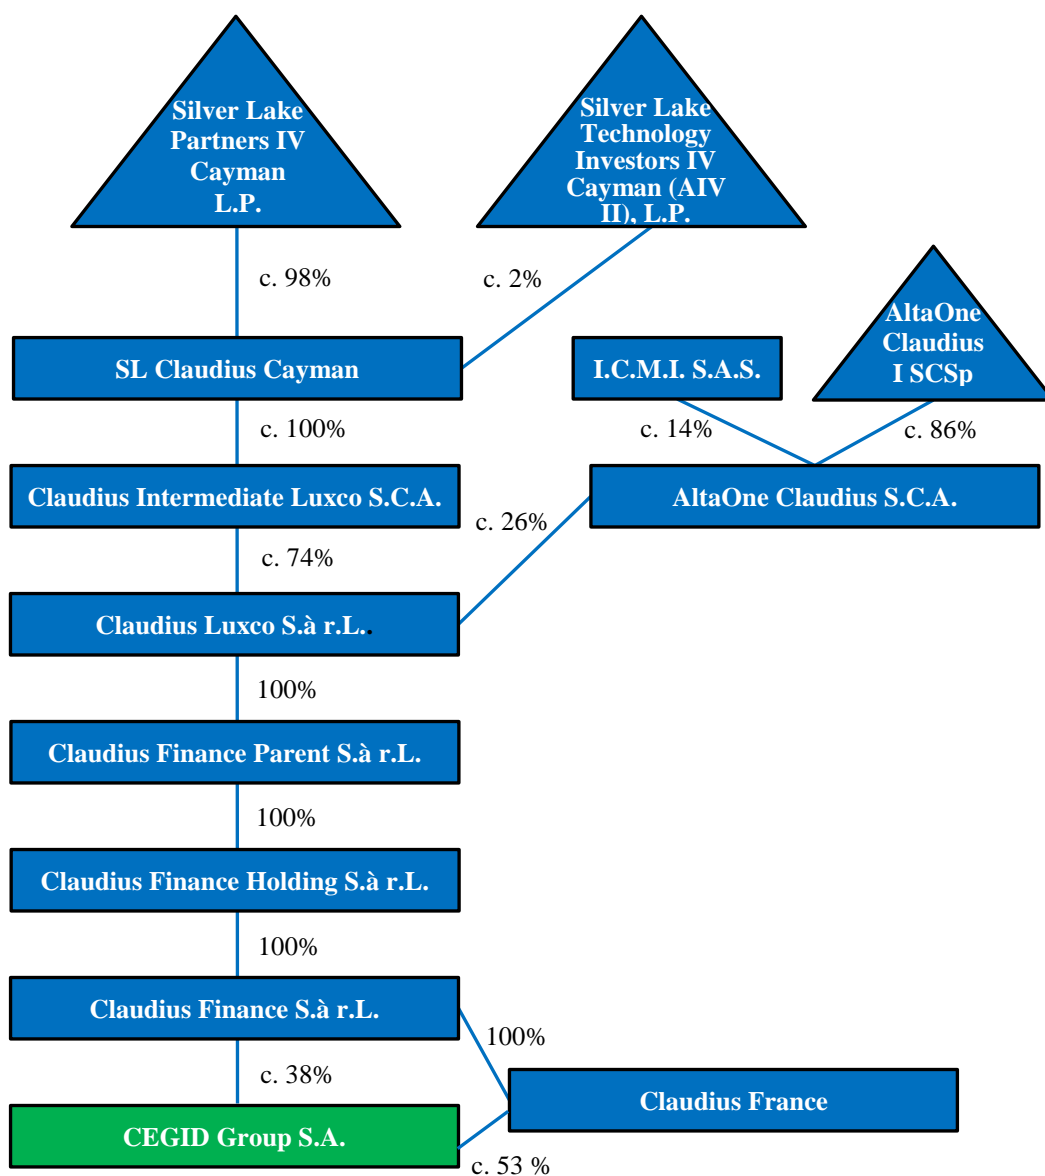 Silver Lake
Partners IV
Cayman
L.P.
Silver Lake
Technology
Investors IV
Cayman (AIV
II), L.P.
c. 98%
c. 2%
AltaOne
Claudius
I SCSp
SL Claudius Cayman
I.C.M.I. S.A.S.
c. 100%
c. 14%
c. 86%
Claudius Intermediate Luxco S.C.A.
AltaOne Claudius S.C.A.
c. 26%
c. 74%
Claudius Luxco S.à r.L..
100%
Claudius Finance Parent S.à r.L.
100%
Claudius Finance Holding S.à r.L.
100%
Claudius Finance S.à r.L.
100%
c. 38%
Claudius France
CEGID Group S.A.
c. 53 %